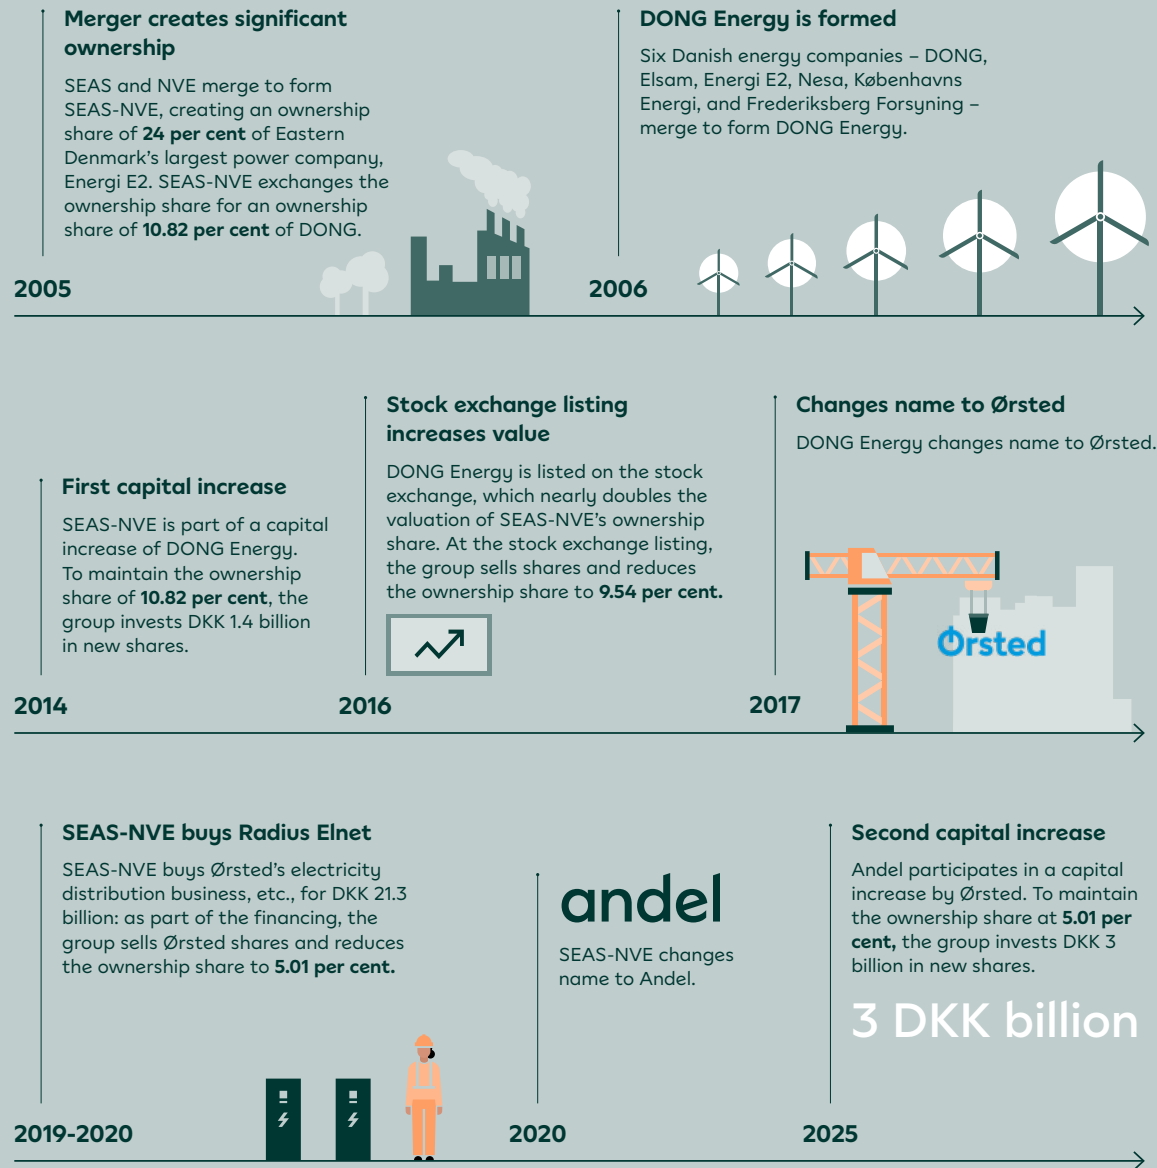 Merger creates significant
ownership
SEAS and NVE merge to form
SEAS-NVE, creating an ownership
share of 24 per cent of Eastern
Denmark's largest power company,
Energi E2. SEAS-NVE exchanges the
ownership share for an ownership
share of 10.82 per cent of DONG.
2005
DONG Energy is formed
Six Danish energy companies – DONG,
Elsam, Energi E2, Nesa, Københavns
Energi, and Frederiksberg Forsyning –
merge to form DONG Energy.
2006
First capital increase
SEAS-NVE is part of a capital
increase of DONG Energy.
To maintain the ownership
share of 10.82 per cent, the
group invests DKK 1.4 billion
in new shares.
2014
Stock exchange listing
increases value
DONG Energy is listed on the stock
exchange, which nearly doubles the
valuation of SEAS-NVE's ownership
share. At the stock exchange listing,
the group sells shares and reduces
the ownership share to 9.54 per cent.
2016
Changes name to Ørsted
DONG Energy changes name to Ørsted.
Ørsted
2017
SEAS-NVE buys Radius Elnet
SEAS-NVE buys Ørsted's electricity
distribution business, etc., for DKK 21.3
billion: as part of the financing, the
group sells Ørsted shares and reduces
the ownership share to 5.01 per cent.
2019-2020
andel
SEAS-NVE changes
name to Andel.
2020
Second capital increase
Andel participates in a capital
increase by Ørsted. To maintain
the ownership share at 5.01 per
cent, the group invests DKK 3
billion in new shares.
3 DKK billion
2025